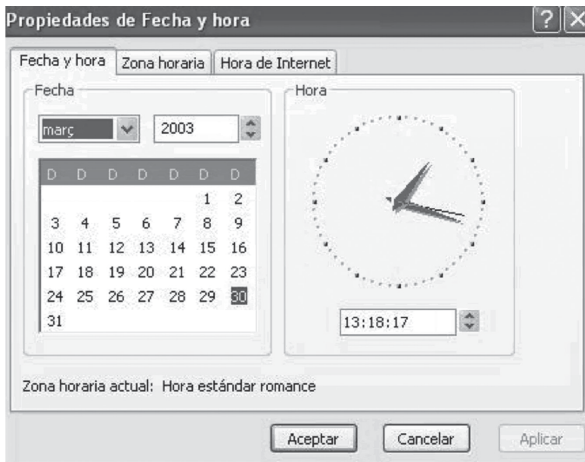 Propiedades de Fecha y hora
Fecha y hora Zona horaria Hora de Internet
Fecha
març 2003
D D D D D D D
1 2
3 4 5 6 7 8 9
10 11 12 13 14 15 16
17 18 19 20 21 22 23
24 25 26 27 28 29 30
31
Hora
13:18:17
Zona horaria actual: Hora estándar romance
Aceptar Cancelar Aplicar